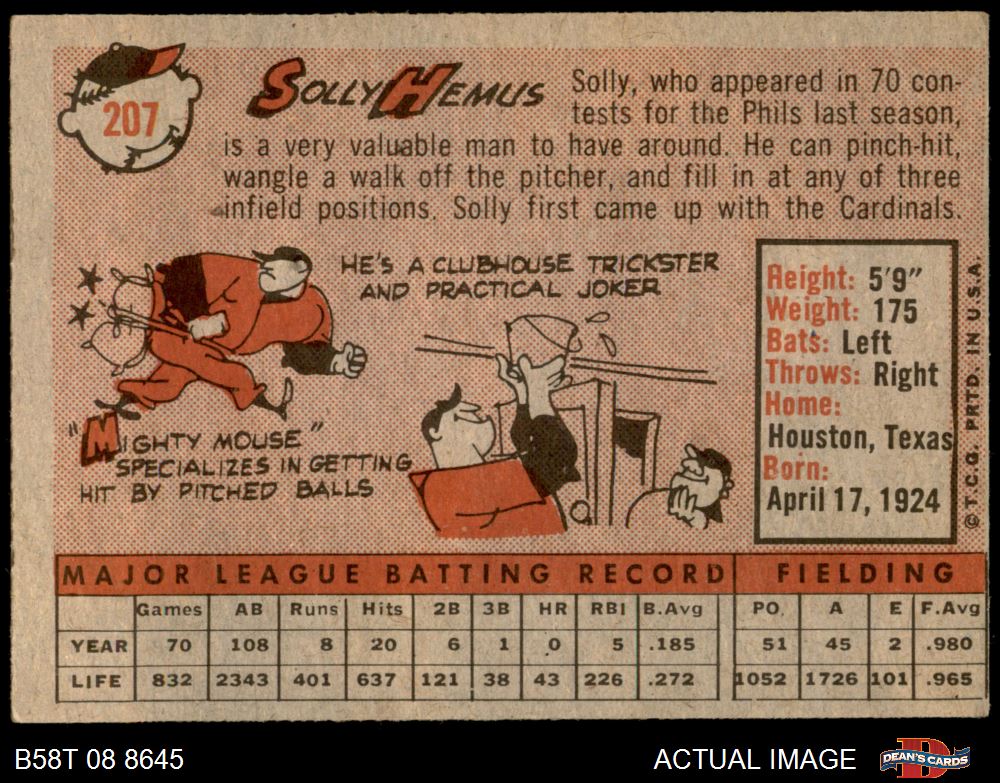 207
SOLLY HEMUS
Solly, who appeared in 70 con-
tests for the Phils last season,
is a very valuable man to have around. He can pinch-hit,
wangle a walk off the pitcher, and fill in at any of three
infield positions. Solly first came up with the Cardinals.
HE'S A CLUBHOUSE TRICKSTER
AND PRACTICAL JOKER
"MIGHTY MOUSE"
SPECIALIZES IN GETTING
HIT BY PITCHED BALLS
Height: 5'9"
Weight: 175
Bats: Left
Throws: Right
Home:
Houston, Texas
Born:
April 17, 1924
© T.C.G. PRTD. IN U.S.A.
MAJOR LEAGUE BATTING RECORD FIELDING
Games AB Runs Hits 2B 3B HR RBI B.Avg PO. A E F.Avg
YEAR 70 108 8 20 6 1 0 5 .185 51 45 2 .980
LIFE 832 2343 401 637 121 38 43 226 .272 1052 1726 101 .965
B58T 08 8645
ACTUAL IMAGE
DEAN'S CARDS